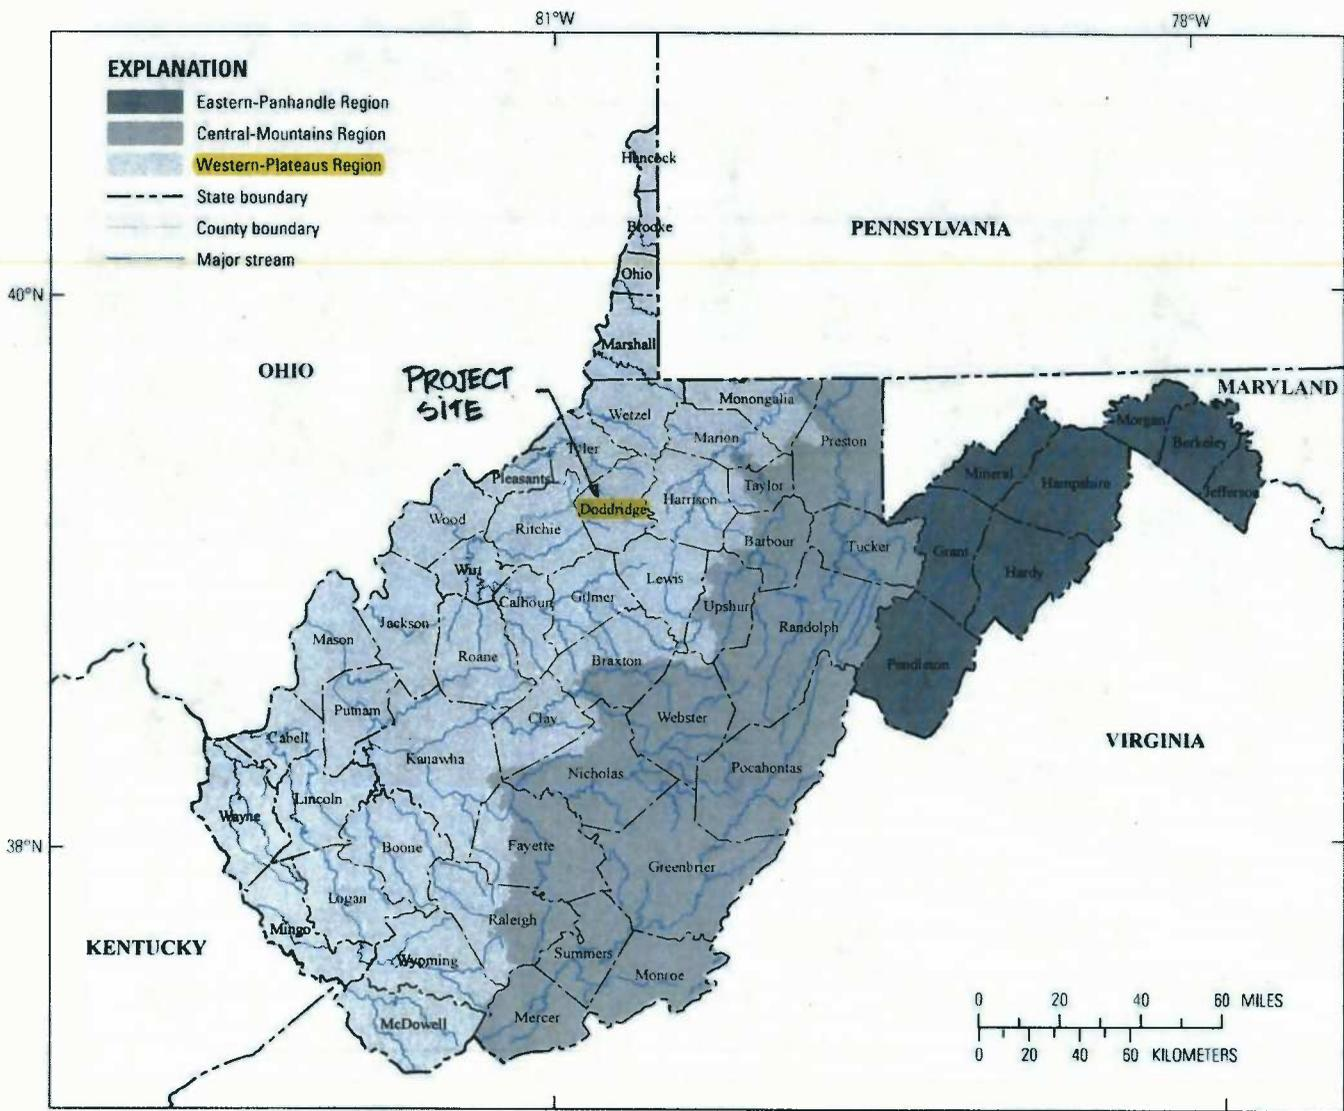 81°W
78°W
EXPLANATION
Eastern-Panhandle Region
Central-Mountains Region
Western-Plateaus Region
State boundary
County boundary
Major stream
Hancock
Brooke
PENNSYLVANIA
Ohio
40°N
Marshall
OHIO
PROJECT
SITE
MARYLAND
Monongalia
Wetzel
Morgan
Marion
Preston
Berkeley
Tyler
Mineral
Pleasants
Hampshire
Taylor
Jefferson
Harrison
Doddridge
Wood
Ritchie
Barbour
Tucker
Grant
Wirt
Hardy
Lewis
Calhoun
Gilmer
Upshur
Jackson
Randolph
Mason
Roane
Braxton
Pendleton
Putnam
Clay
Webster
Cabell
VIRGINIA
Kanawha
Nicholas
Pocahontas
Lincoln
Wayne
38°N
Boone
Fayette
Greenbrier
Logan
Raleigh
Mingo
KENTUCKY
Summers
Wyoming
Monroe
0 20 40 60 MILES
Mercer
McDowell
0 20 40 60 KILOMETERS